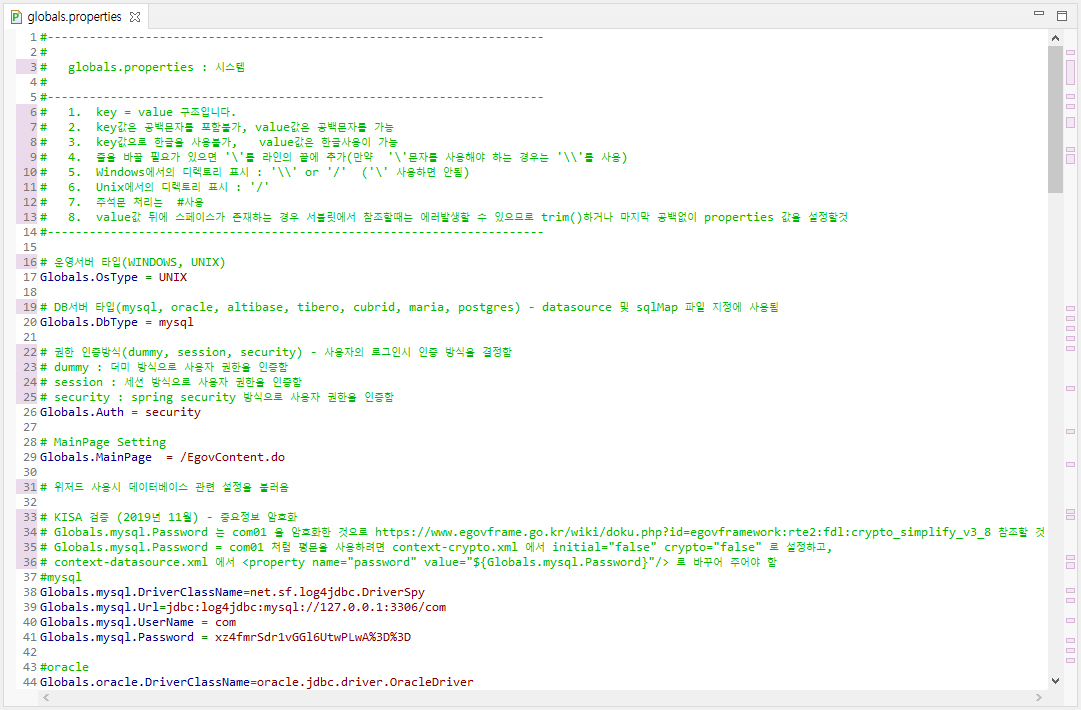 globals.properties
1 #-----------------------------------------------------------------------
2 #
3 #   globals.properties : 시스템
4 #
5 #-----------------------------------------------------------------------
6 #   1.  key = value 구조입니다.
7 #   2.  key값은 공백문자를 포함불가, value값은 공백문자를 가능
8 #   3.  key값으로 한글을 사용불가,   value값은 한글사용이 가능
9 #   4.  줄을 바꿀 필요가 있으면 '\'를 라인의 끝에 추가(만약  '\'문자를 사용해야 하는 경우는 '\\'를 사용)
10 #   5.  Windows에서의 디렉토리 표시 : '\\' or '/'  ('\' 사용하면 안됨)
11 #   6.  Unix에서의 디렉토리 표시 : '/'
12 #   7.  주석문 처리는  #사용
13 #   8.  value값 뒤에 스페이스가 존재하는 경우 서블릿에서 참조할때는 에러발생할 수 있으므로 trim()하거나 마지막 공백없이 properties 값을 설정할것
14 #-----------------------------------------------------------------------
15
16 # 운영서버 타입(WINDOWS, UNIX)
17 Globals.OsType = UNIX
18
19 # DB서버 타입(mysql, oracle, altibase, tibero, cubrid, maria, postgres) - datasource 및 sqlMap 파일 지정에 사용됨
20 Globals.DbType = mysql
21
22 # 권한 인증방식(dummy, session, security) - 사용자의 로그인시 인증 방식을 결정함
23 # dummy : 더미 방식으로 사용자 권한을 인증함
24 # session : 세션 방식으로 사용자 권한을 인증함
25 # security : spring security 방식으로 사용자 권한을 인증함
26 Globals.Auth = security
27
28 # MainPage Setting
29 Globals.MainPage  = /EgovContent.do
30
31 # 위저드 사용시 데이터베이스 관련 설정을 불러옴
32
33 # KISA 검증 (2019년 11월) - 중요정보 암호화
34 # Globals.mysql.Password 는 com01 을 암호화한 것으로 https://www.egovframe.go.kr/wiki/doku.php?id=egovframework:rte2:fdl:crypto_simplify_v3_8 참조할 것
35 # Globals.mysql.Password = com01 처럼 평문을 사용하려면 context-crypto.xml 에서 initial="false" crypto="false" 로 설정하고,
36 # context-datasource.xml 에서 <property name="password" value="${Globals.mysql.Password}"/> 로 바꾸어 주어야 함
37 #mysql
38 Globals.mysql.DriverClassName=net.sf.log4jdbc.DriverSpy
39 Globals.mysql.Url=jdbc:log4jdbc:mysql://127.0.0.1:3306/com
40 Globals.mysql.UserName = com
41 Globals.mysql.Password = xz4fmrSdr1vGGl6UtwPLwA%3D%3D
42
43 #oracle
44 Globals.oracle.DriverClassName=oracle.jdbc.driver.OracleDriver